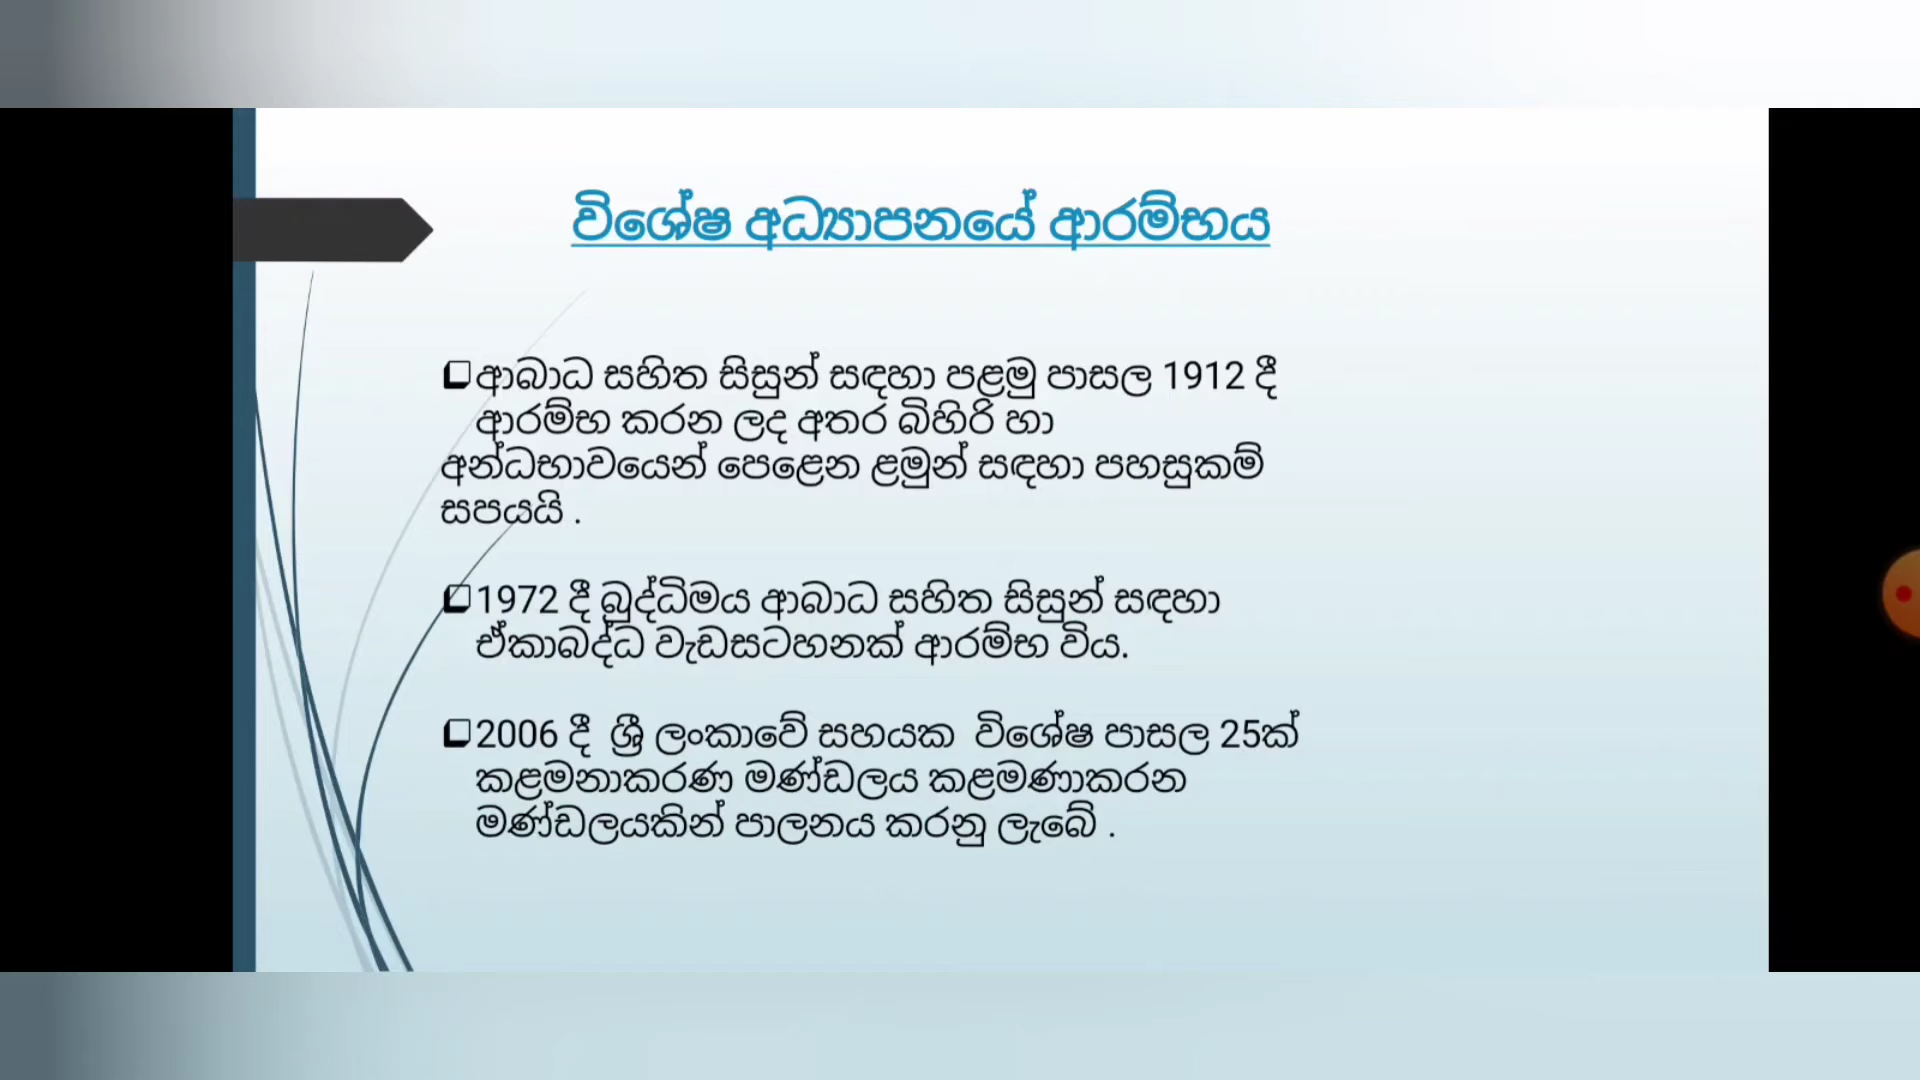 විශේෂ අධ්‍යාපනයේ ආරම්භය
ආබාධ සහිත සිසුන් සඳහා පළමු පාසල 1912 දී
ආරම්භ කරන ලද අතර බිහිරි හා
අන්ධභාවයෙන් පෙළෙන ළමුන් සඳහා පහසුකම්
සපයයි .
1972 දී බුද්ධිමය ආබාධ සහිත සිසුන් සඳහා
ඒකාබද්ධ වැඩසටහනක් ආරම්භ විය.
2006 දී ශ්‍රී ලංකාවේ සහයක විශේෂ පාසල 25ක්
කළමනාකරණ මණ්ඩලය කළමණාකරන
මණ්ඩලයකින් පාලනය කරනු ලැබේ .